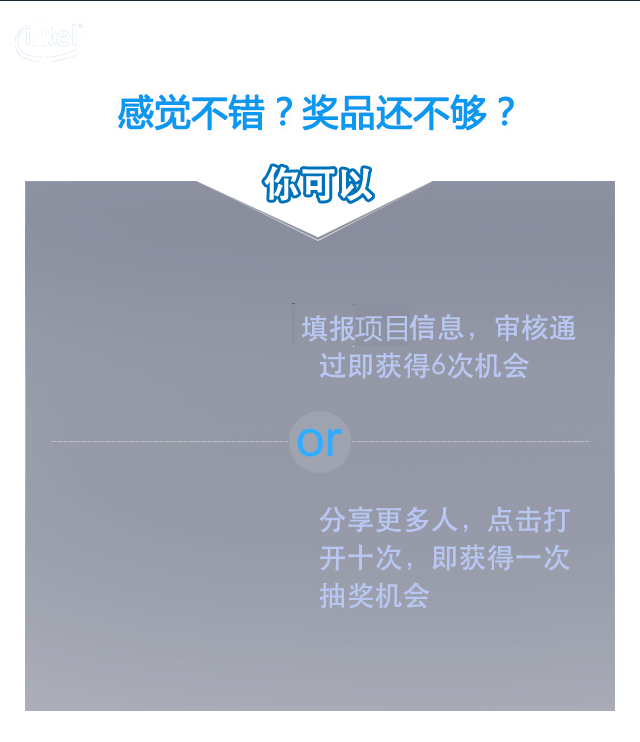 intel
感觉不错？奖品还不够？
你可以
填报项目信息，审核通
过即获得6次机会
or
分享更多人，点击打
开十次，即获得一次
抽奖机会